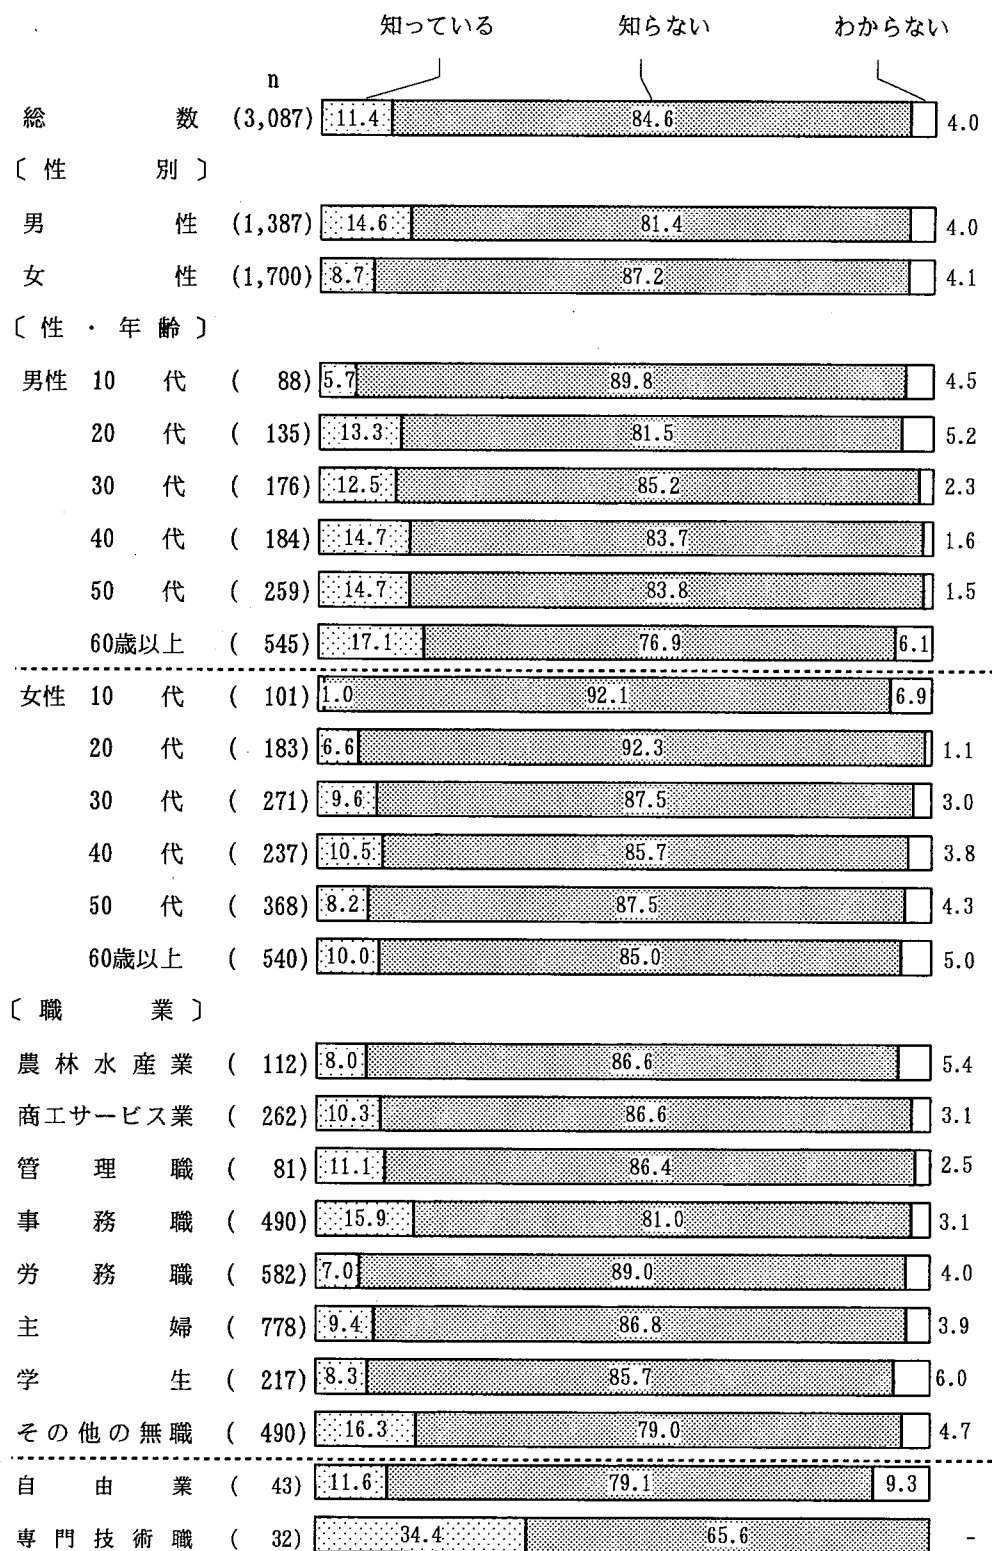 知っている 知らない わからない
n
総数 (3,087) 11.4 84.6 4.0
〔性別〕
男性 (1,387) 14.6 81.4 4.0
女性 (1,700) 8.7 87.2 4.1
〔性・年齢〕
男性 10代 ( 88) 5.7 89.8 4.5
20代 ( 135) 13.3 81.5 5.2
30代 ( 176) 12.5 85.2 2.3
40代 ( 184) 14.7 83.7 1.6
50代 ( 259) 14.7 83.8 1.5
60歳以上 ( 545) 17.1 76.9 6.1
女性 10代 ( 101) 1.0 92.1 6.9
20代 ( 183) 6.6 92.3 1.1
30代 ( 271) 9.6 87.5 3.0
40代 ( 237) 10.5 85.7 3.8
50代 ( 368) 8.2 87.5 4.3
60歳以上 ( 540) 10.0 85.0 5.0
〔職業〕
農林水産業 ( 112) 8.0 86.6 5.4
商工サービス業 ( 262) 10.3 86.6 3.1
管理職 ( 81) 11.1 86.4 2.5
事務職 ( 490) 15.9 81.0 3.1
労務職 ( 582) 7.0 89.0 4.0
主婦 ( 778) 9.4 86.8 3.9
学生 ( 217) 8.3 85.7 6.0
その他の無職 ( 490) 16.3 79.0 4.7
自由業 ( 43) 11.6 79.1 9.3
専門技術職 ( 32) 34.4 65.6 -